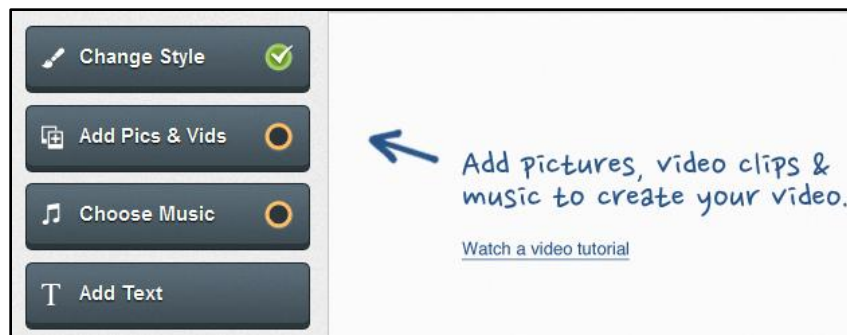 Change Style
Add Pics & Vids
Choose Music
T Add Text
Add pictures, video clips &
music to create your video.
Watch a video tutorial